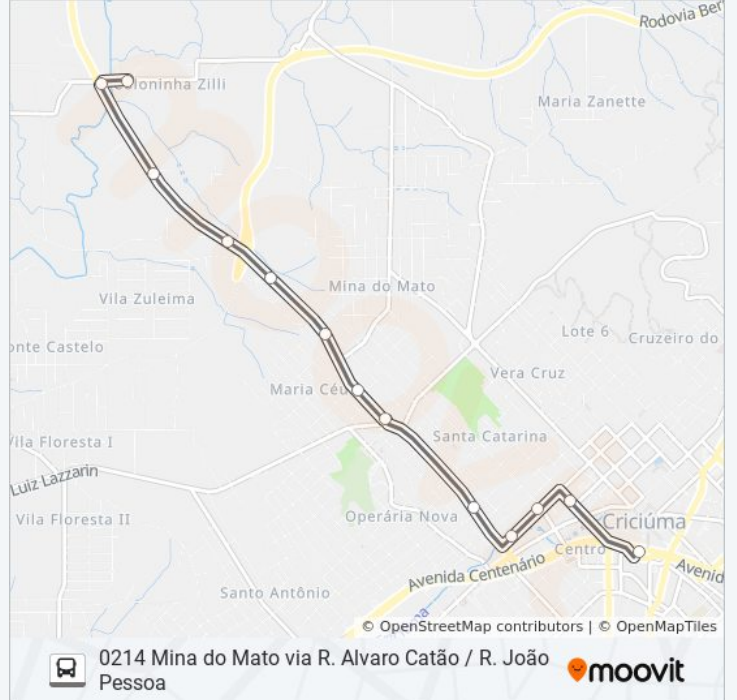 Rodovia Ber
oloninha Zilli
Maria Zanette
Mina do Mato
Vila Zuleima
Lote 6
Cruzeiro do
onte Castelo
Vera Cruz
Maria Céu
Santa Catarina
Vila Floresta I
Luiz Lazzarin
Operária Nova
Vila Floresta II
Criciúma
Centro
Avenida Centenário
Avenid
Santo Antônio
© OpenStreetMap contributors | © OpenMapTiles
0214 Mina do Mato via R. Alvaro Catão / R. João
Pessoa
moovit